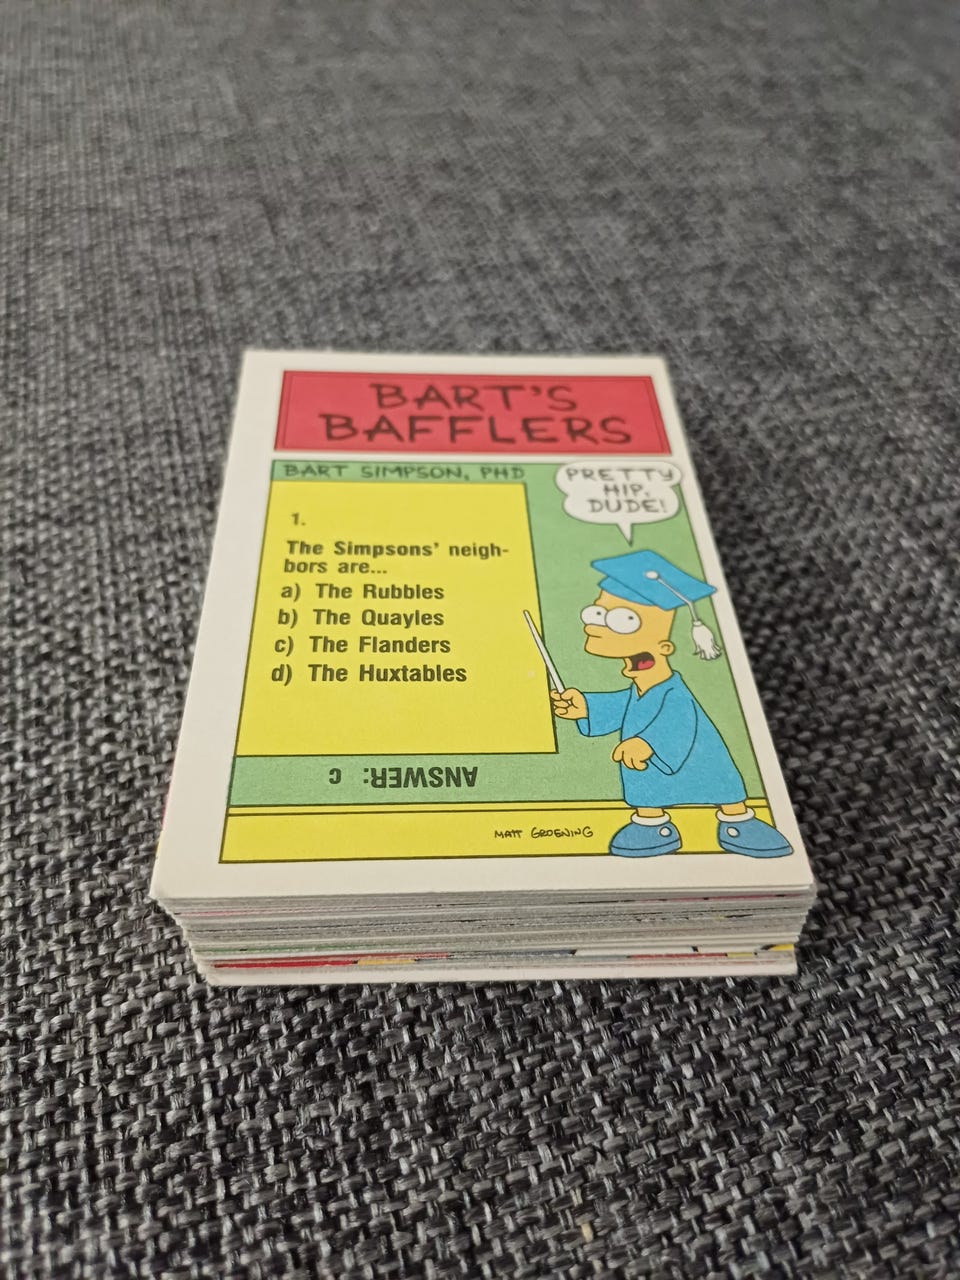 BART'S
BAFFLERS
BART SIMPSON, PHD
PRETTY
HIP,
DUDE!
1.
The Simpsons' neigh-
bors are...
a) The Rubbles
b) The Quayles
c) The Flanders
d) The Huxtables
ANSWER: c
MATT GROENING